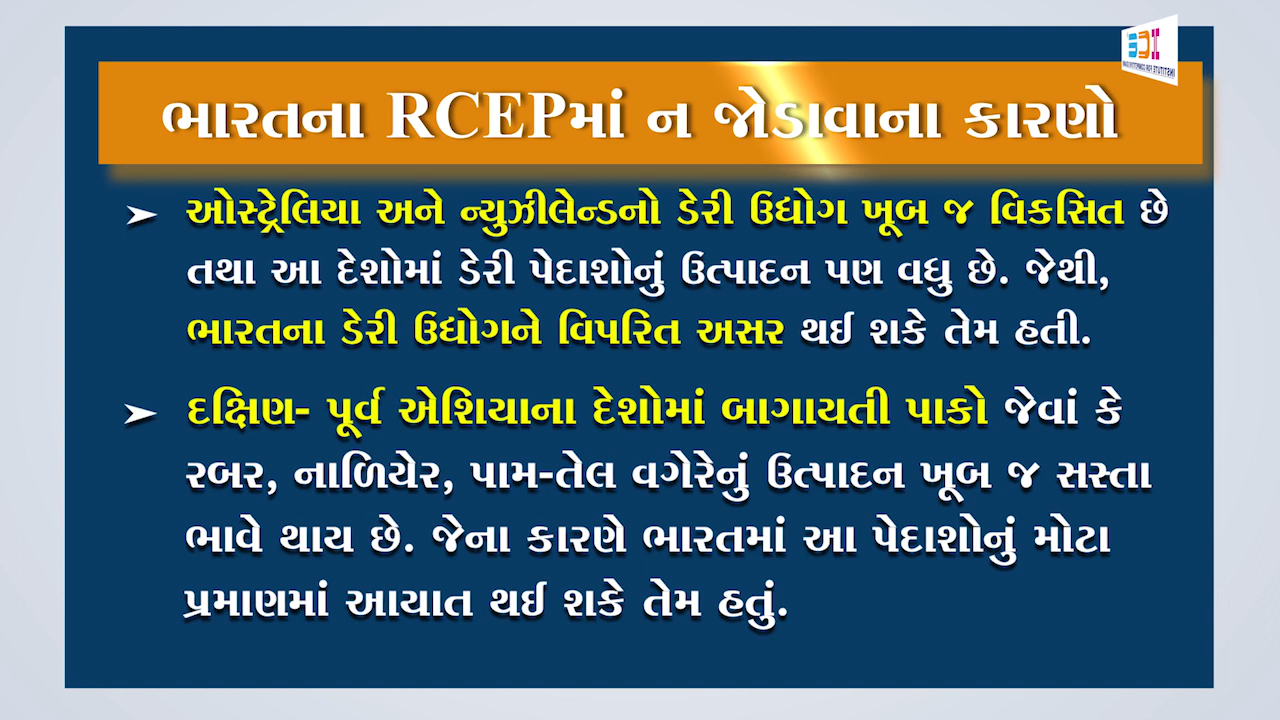 ભારતના RCEPમાં ન જોડાવાના કારણો
➢ ઓસ્ટ્રેલિયા અને ન્યુઝીલેન્ડનો ડેરી ઉદ્યોગ ખૂબ જ વિકસિત છે
તથા આ દેશોમાં ડેરી પેદાશોનું ઉત્પાદન પણ વધુ છે. જેથી,
ભારતના ડેરી ઉદ્યોગને વિપરિત અસર થઈ શકે તેમ હતી.
➢ દક્ષિણ- પૂર્વ એશિયાના દેશોમાં બાગાયતી પાકો જેવાં કે
રબર, નાળિયેર, પામ-તેલ વગેરેનું ઉત્પાદન ખૂબ જ સસ્તા
ભાવે થાય છે. જેના કારણે ભારતમાં આ પેદાશોનું મોટા
પ્રમાણમાં આયાત થઈ શકે તેમ હતું.